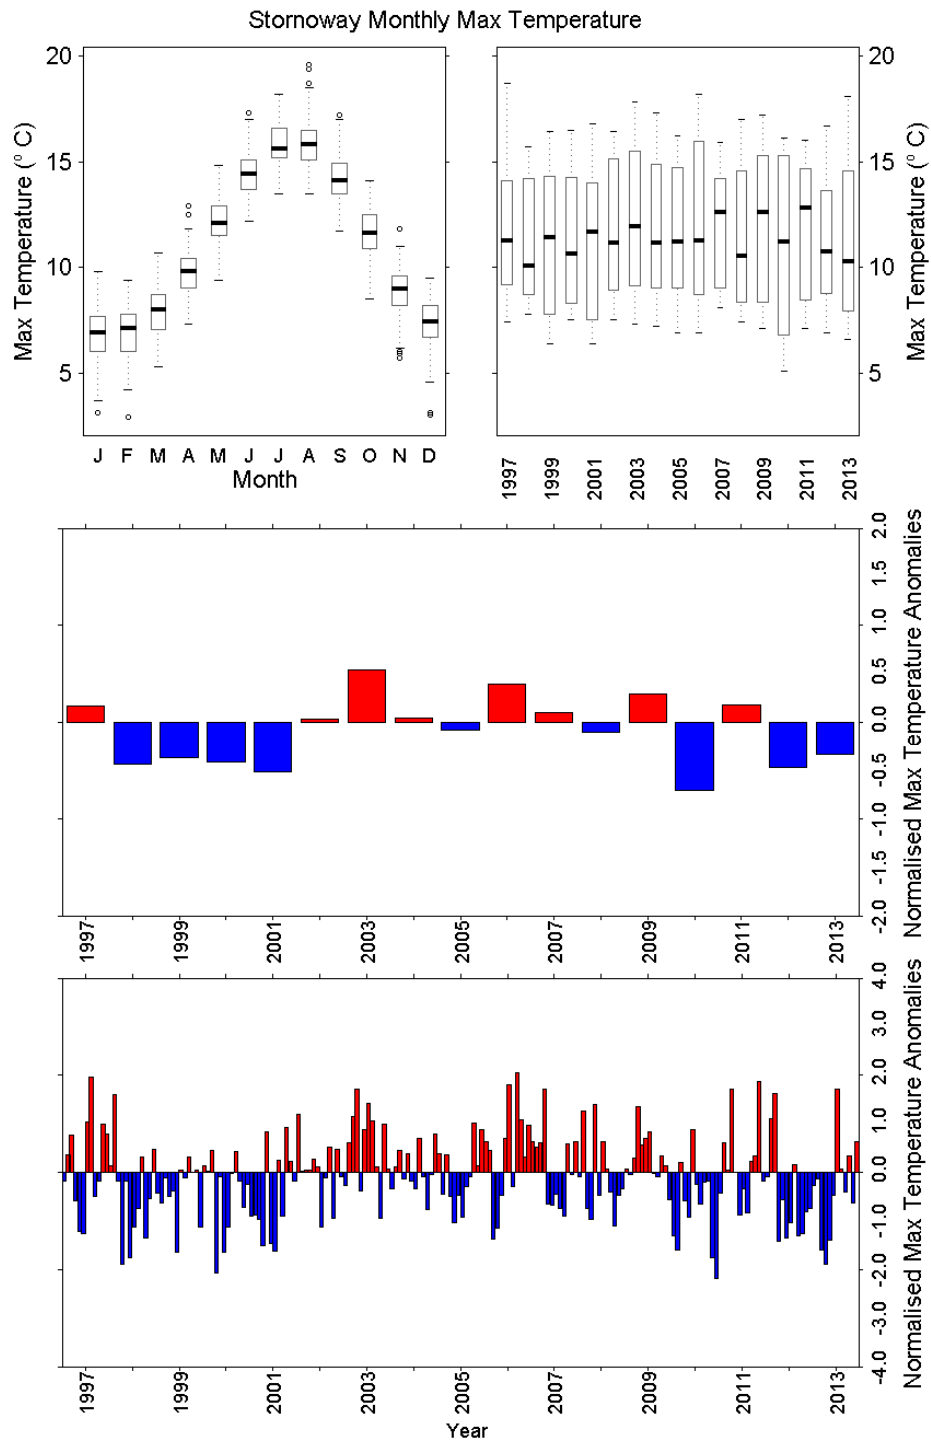 Stornoway Monthly Max Temperature
Max Temperature (° C)
20
15
10
5
J F M A M J J A S O N D
Month
20
15
10
5
Max Temperature (° C)
1997 1999 2001 2003 2005 2007 2009 2011 2013
2.0
1.5
1.0
0.5
0.0
-0.5
-1.0
-1.5
-2.0
Normalised Max Temperature Anomalies
1997 1999 2001 2003 2005 2007 2009 2011 2013
4.0
3.0
2.0
1.0
0.0
-1.0
-2.0
-3.0
-4.0
Normalised Max Temperature Anomalies
1997 1999 2001 2003 2005 2007 2009 2011 2013
Year